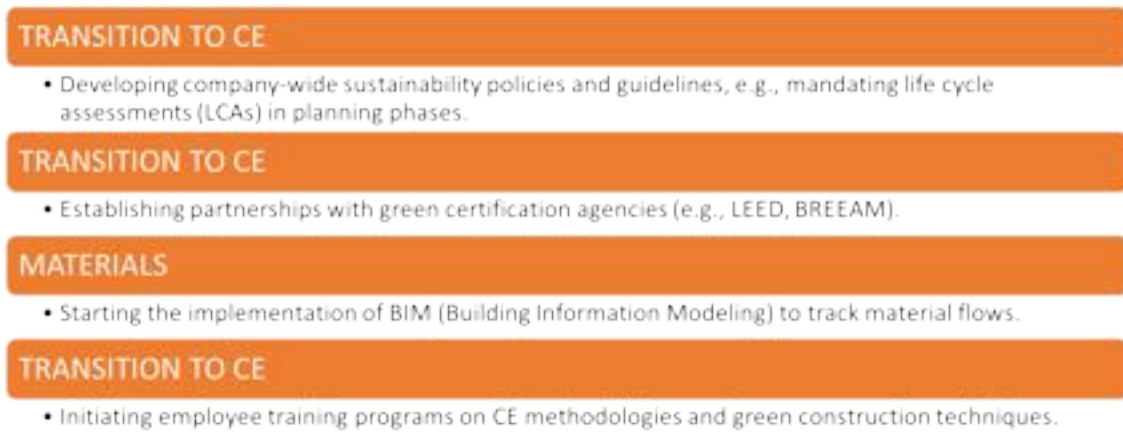 TRANSITION TO CE
• Developing company-wide sustainability policies and guidelines, e.g., mandating life cycle
assessments (LCAs) in planning phases.
TRANSITION TO CE
• Establishing partnerships with green certification agencies (e.g., LEED, BREEAM).
MATERIALS
• Starting the implementation of BIM (Building Information Modeling) to track material flows.
TRANSITION TO CE
• Initiating employee training programs on CE methodologies and green construction techniques.